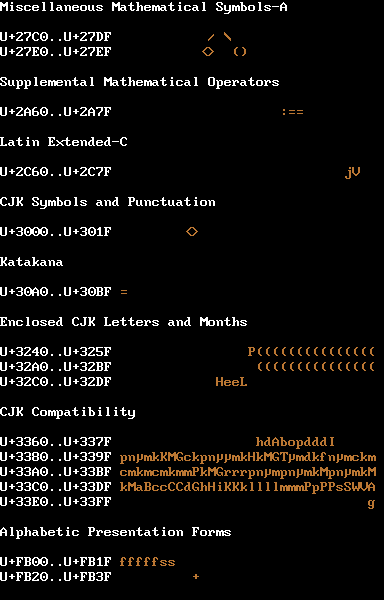 Miscellaneous Mathematical Symbols-A
U+27C0..U+27DF ⁄ \
U+27E0..U+27EF ◇ ()
Supplemental Mathematical Operators
U+2A60..U+2A7F :==
Latin Extended-C
U+2C60..U+2C7F jV
CJK Symbols and Punctuation
U+3000..U+301F ◇
Katakana
U+30A0..U+30BF =
Enclosed CJK Letters and Months
U+3240..U+325F P(((((((((((((((
U+32A0..U+32BF (((((((((((((((
U+32C0..U+32DF HeeL
CJK Compatibility
U+3360..U+337F hdAbopdddI
U+3380..U+339F pnµmkKMGckpnµµmkHkMGTµmdkfnµmckm
U+33A0..U+33BF cmkmcmkmmPkMGrrrpnµmpnµmkMpnµmkM
U+33C0..U+33DF kMaBccCCdGhHiKKkllllmmmPpPPsSWVA
U+33E0..U+33FF g
Alphabetic Presentation Forms
U+FB00..U+FB1F fffffss
U+FB20..U+FB3F +